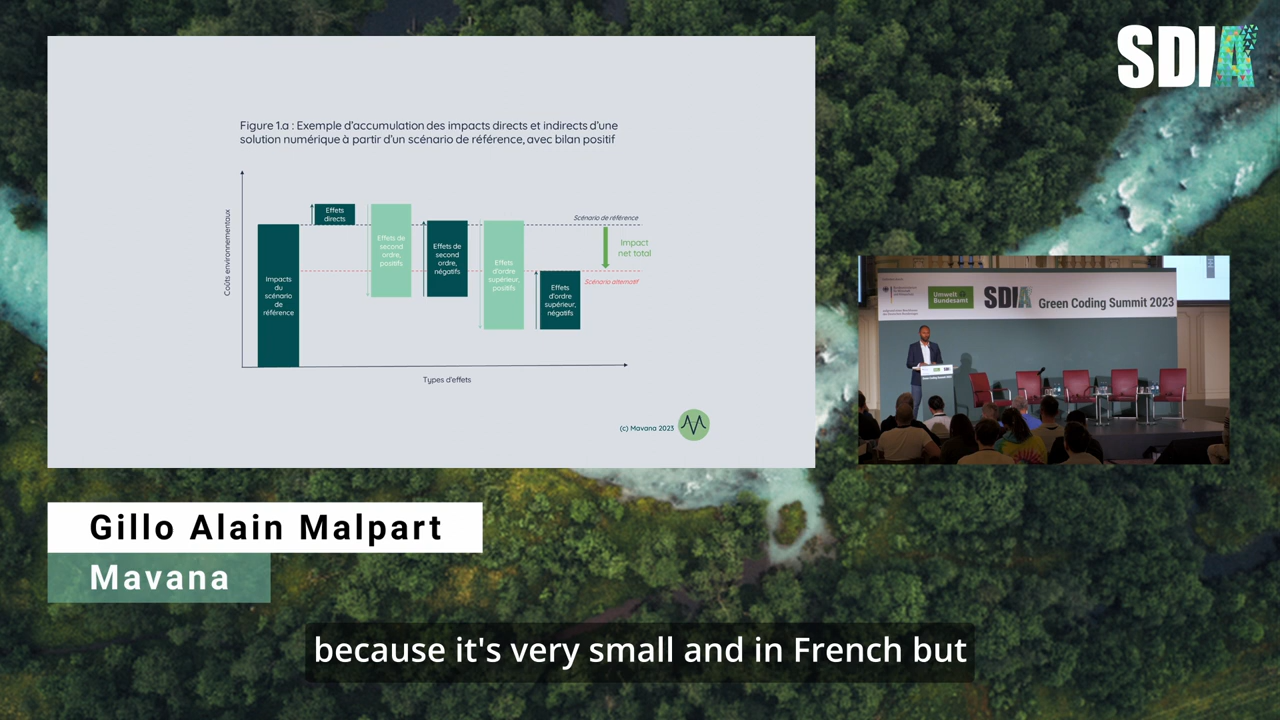 SDIA
Figure 1.a : Exemple d'accumulation des impacts directs et indirects d'une
solution numérique à partir d'un scénario de référence, avec bilan positif
Coûts environnementaux
Impacts
du
scénario
de
référence
Effets
directs
Effets de
second
ordre,
positifs
Effets de
second
ordre,
négatifs
Effets
d'ordre
supérieur,
positifs
Effets
d'ordre
supérieur,
négatifs
Scénario de référence
Impact
net total
Scénario alternatif
Types d'effets
(c) Mavana 2023
Umwelt
Bundesamt
SDIA
Green Coding Summit 2023
Gillo Alain Malpart
Mavana
because it's very small and in French but